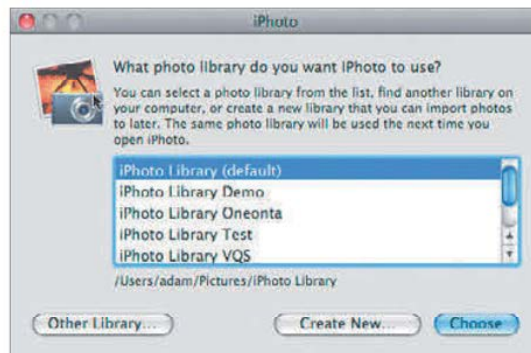 iPhoto
What photo library do you want iPhoto to use?
You can select a photo library from the list, find another library on
your computer, or create a new library that you can import photos
to later. The same photo library will be used the next time you
open iPhoto.
iPhoto Library (default)
iPhoto Library Demo
iPhoto Library Oneonta
iPhoto Library Test
iPhoto Library VQS
/Users/adam/Pictures/iPhoto Library
Other Library... Create New... Choose